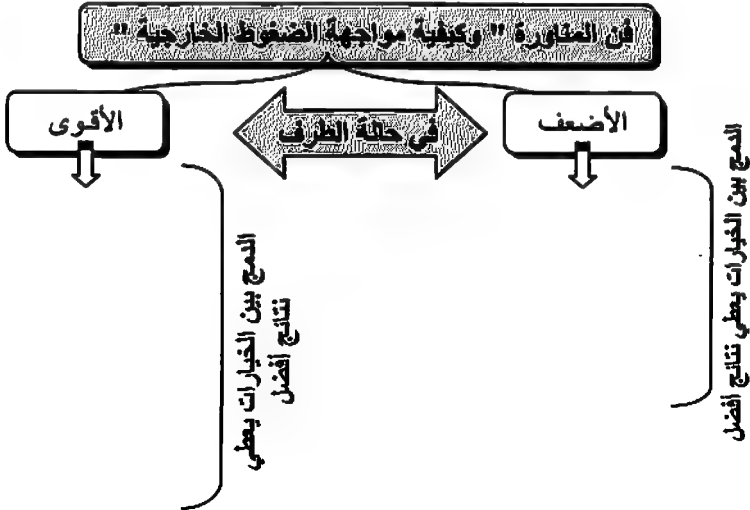 فن المناورة " وكيفية مواجهة الضغوط الخارجية "
الأضعف
في حالة الطرف
الأقوى
الدمج بين الخيارات يعطي نتائج أفضل
الدمج بين الخيارات يعطي
نتائج أفضل